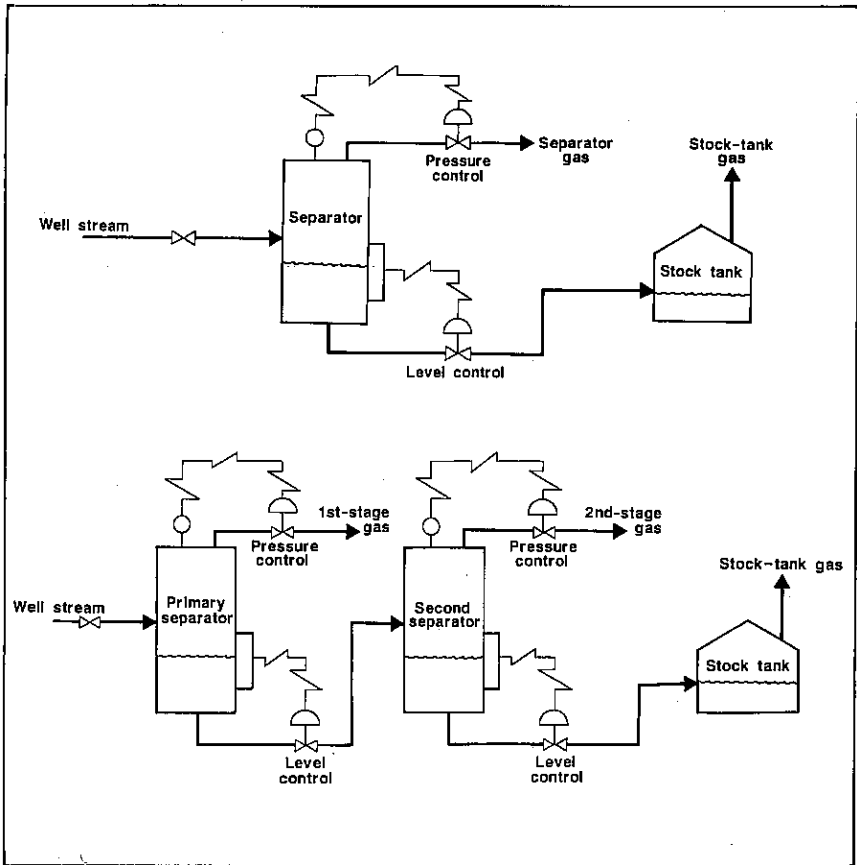 Separator
gas
Pressure
control
Stock-tank
gas
Well stream
Separator
Stock tank
Level control
1st-stage
gas
Pressure
control
2nd-stage
gas
Pressure
control
Stock-tank gas
Well stream
Primary
separator
Second
separator
Stock tank
Level
control
Level
control